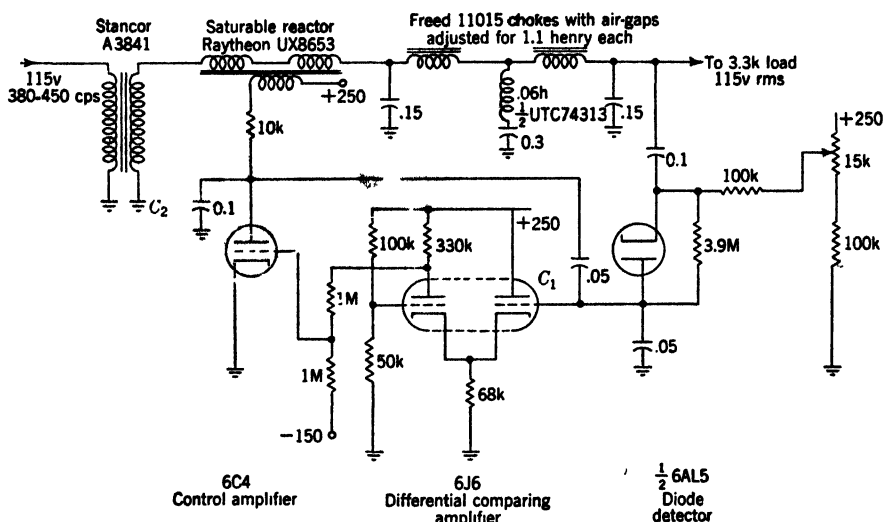 Stancor
A3841
Saturable reactor
Raytheon UX8653
Freed 11015 chokes with air-gaps
adjusted for 1.1 henry each
115v
380-450 cps
+250
.15
.06h
½UTC74313
0.3
.15
To 3.3k load
115v rms
10k
+250
15k
0.1
100k
C₂
0.1
100k
330k
+250
3.9M
100k
C₁
.05
1M
50k
1M
68k
.05
−150
6C4
Control amplifier
6J6
Differential comparing
amplifier
½ 6AL5
Diode
detector